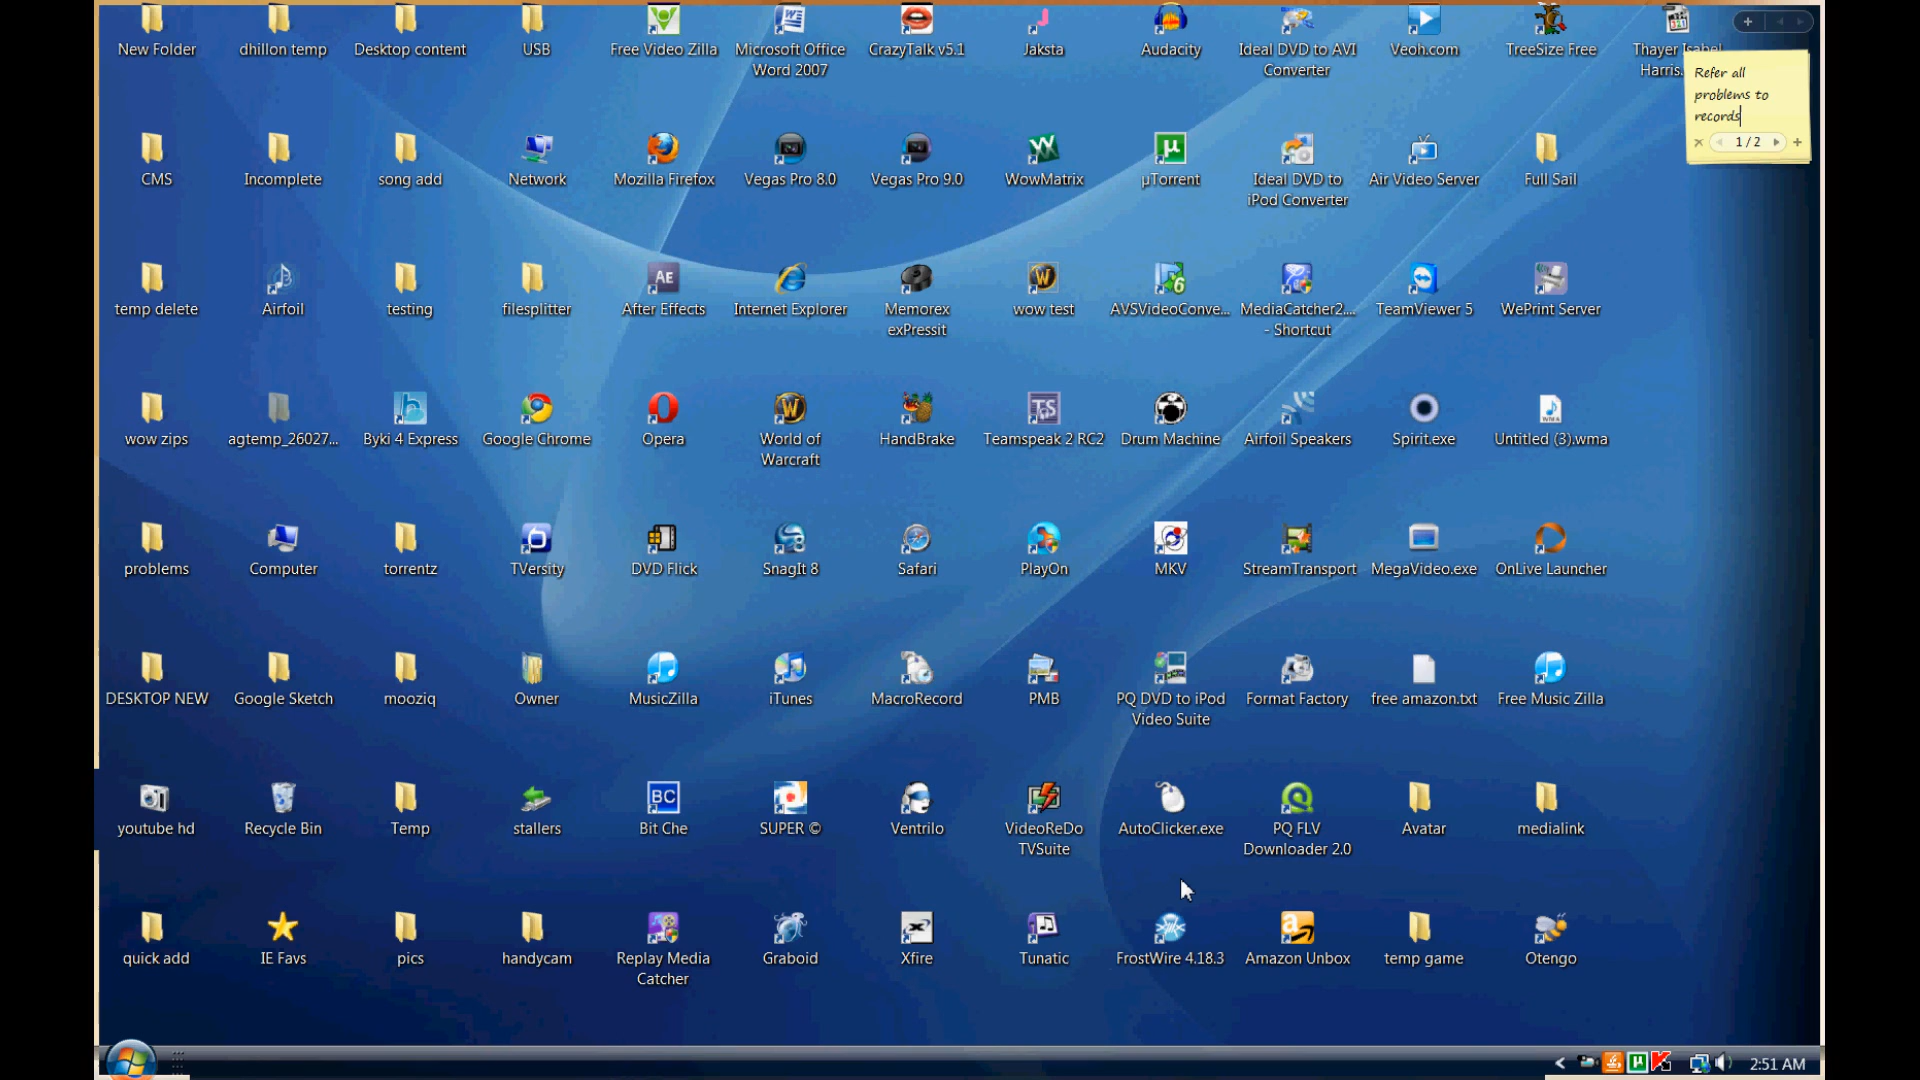 New Folder
dhillon temp
Desktop content
USB
Free Video Zilla
Microsoft Office
Word 2007
CrazyTalk v5.1
Jaksta
Audacity
Ideal DVD to AVI
Converter
Veoh.com
TreeSize Free
Thayer Isabel
Harris.
Refer all
problems to
records
1/2
CMS
Incomplete
song add
Network
Mozilla Firefox
Vegas Pro 8.0
Vegas Pro 9.0
WowMatrix
µTorrent
Ideal DVD to
iPod Converter
Air Video Server
Full Sail
temp delete
Airfoil
testing
filesplitter
AE
After Effects
Internet Explorer
Memorex
exPressit
wow test
AVSVideoConve...
MediaCatcher2....
- Shortcut
TeamViewer 5
WePrint Server
wow zips
agtemp_26027...
Byki 4 Express
Google Chrome
Opera
World of
Warcraft
HandBrake
Teamspeak 2 RC2
Drum Machine
Airfoil Speakers
Spirit.exe
Untitled (3).wma
problems
Computer
torrentz
TVersity
DVD Flick
SnagIt 8
Safari
PlayOn
MKV
StreamTransport
MegaVideo.exe
OnLive Launcher
DESKTOP NEW
Google Sketch
mooziq
Owner
MusicZilla
iTunes
MacroRecord
PMB
PQ DVD to iPod
Video Suite
Format Factory
free amazon.txt
Free Music Zilla
youtube hd
Recycle Bin
Temp
stallers
BC
Bit Che
SUPER ©
Ventrilo
VideoReDo
TVSuite
AutoClicker.exe
PQ FLV
Downloader 2.0
Avatar
medialink
quick add
IE Favs
pics
handycam
Replay Media
Catcher
Graboid
Xfire
Tunatic
FrostWire 4.18.3
Amazon Unbox
temp game
Otengo
2:51 AM